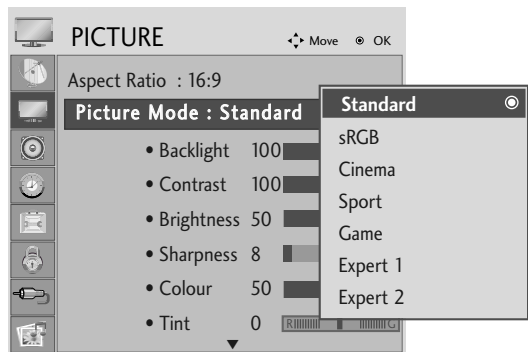 PICTURE
Move OK
Aspect Ratio : 16:9
Picture Mode : Standard
• Backlight 100
• Contrast 100
• Brightness 50
• Sharpness 8
• Colour 50
• Tint 0 R G
Standard
sRGB
Cinema
Sport
Game
Expert 1
Expert 2